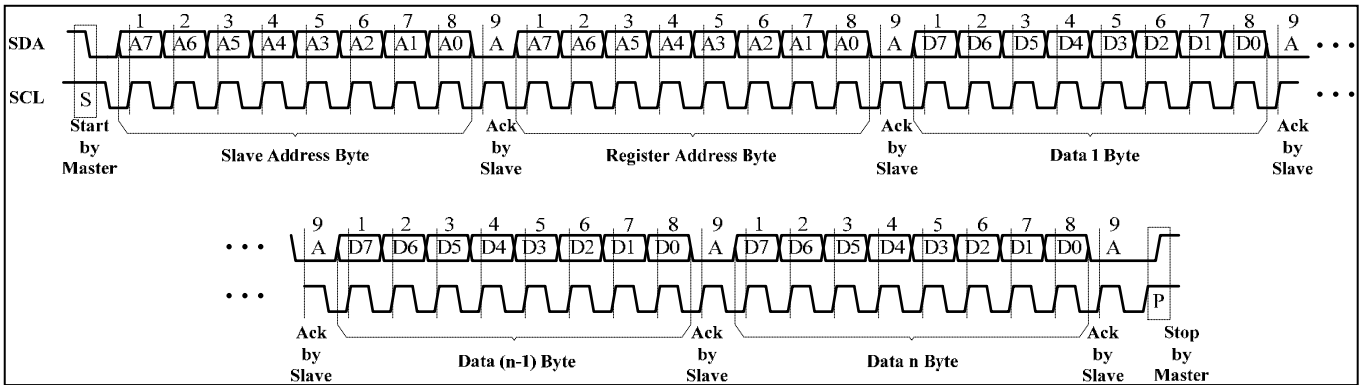 1 2 3 4 5 6 7 8 9 1 2 3 4 5 6 7 8 9 1 2 3 4 5 6 7 8 9
SDA A7 A6 A5 A4 A3 A2 A1 A0 A A7 A6 A5 A4 A3 A2 A1 A0 A D7 D6 D5 D4 D3 D2 D1 D0 A • • •
SCL S • • •
Start by Master
Slave Address Byte
Ack by Slave
Register Address Byte
Ack by Slave
Data 1 Byte
Ack by Slave
9 1 2 3 4 5 6 7 8 9 1 2 3 4 5 6 7 8 9
• • • A D7 D6 D5 D4 D3 D2 D1 D0 A D7 D6 D5 D4 D3 D2 D1 D0 A
• • • P
Ack by Slave
Data (n-1) Byte
Ack by Slave
Data n Byte
Ack by Slave
Stop by Master